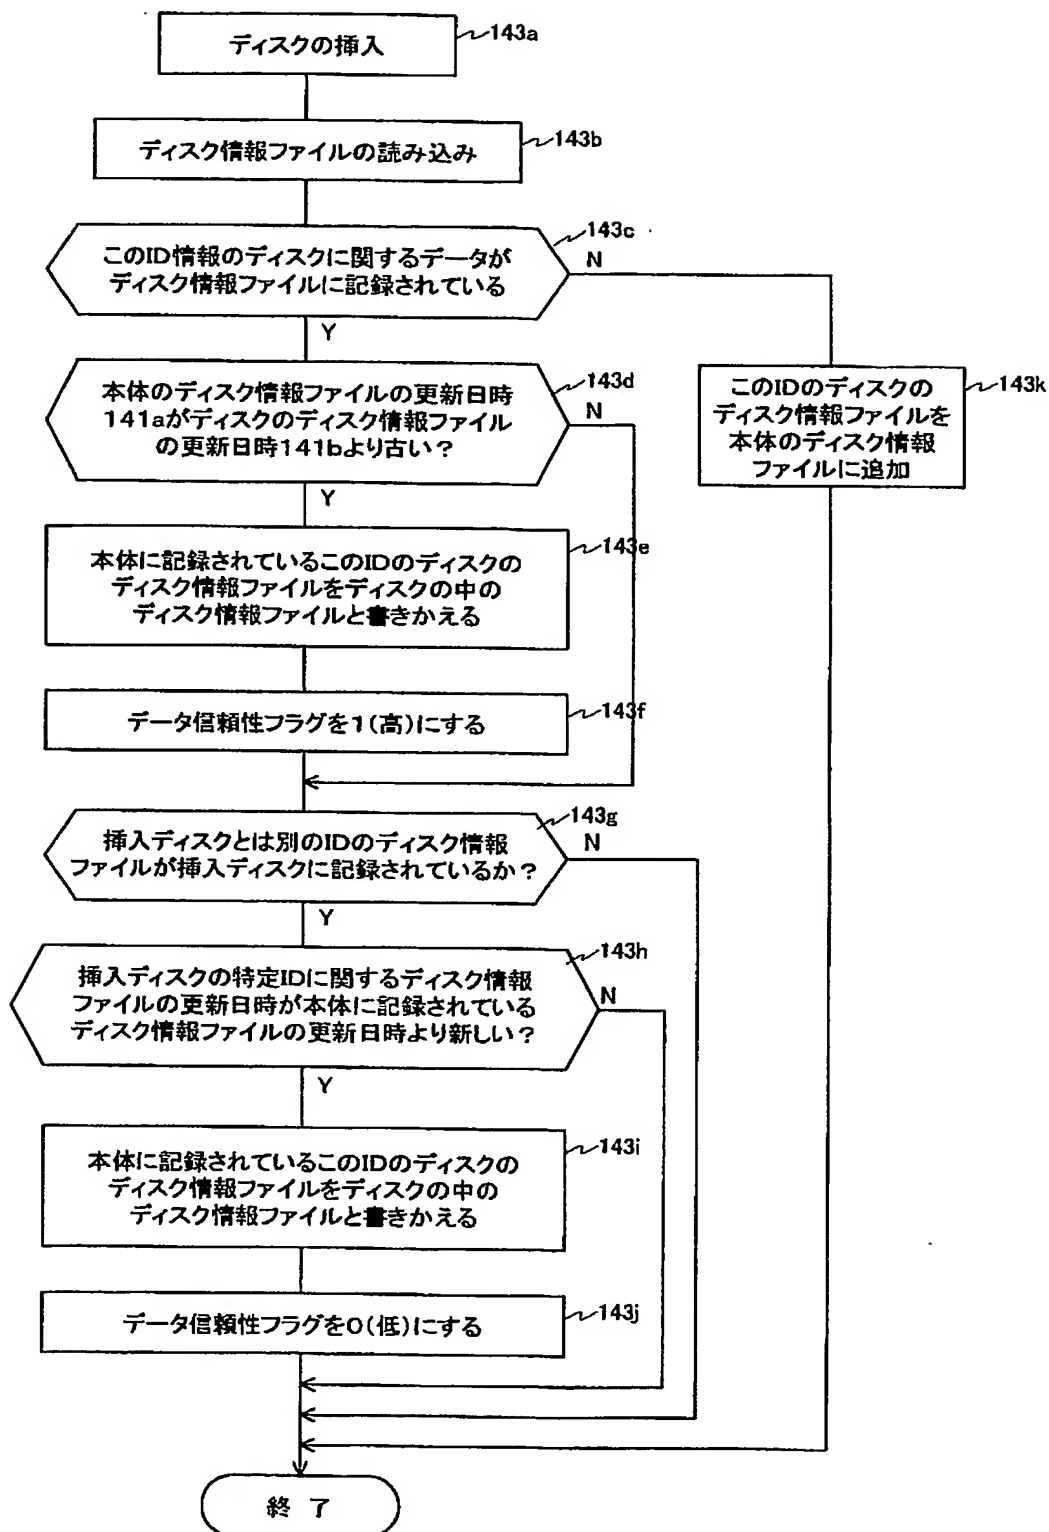 ディスクの挿入
143a
ディスク情報ファイルの読み込み
143b
このID情報のディスクに関するデータが
ディスク情報ファイルに記録されている
143c
N
Y
本体のディスク情報ファイルの更新日時
141aがディスクのディスク情報ファイル
の更新日時141bより古い？
143d
N
Y
このIDのディスクの
ディスク情報ファイルを
本体のディスク情報
ファイルに追加
143k
本体に記録されているこのIDのディスクの
ディスク情報ファイルをディスクの中の
ディスク情報ファイルと書きかえる
143e
データ信頼性フラグを1(高)にする
143f
挿入ディスクとは別のIDのディスク情報
ファイルが挿入ディスクに記録されているか？
143g
N
Y
挿入ディスクの特定IDに関するディスク情報
ファイルの更新日時が本体に記録されている
ディスク情報ファイルの更新日時より新しい？
143h
N
Y
本体に記録されているこのIDのディスクの
ディスク情報ファイルをディスクの中の
ディスク情報ファイルと書きかえる
143i
データ信頼性フラグを0(低)にする
143j
終 了